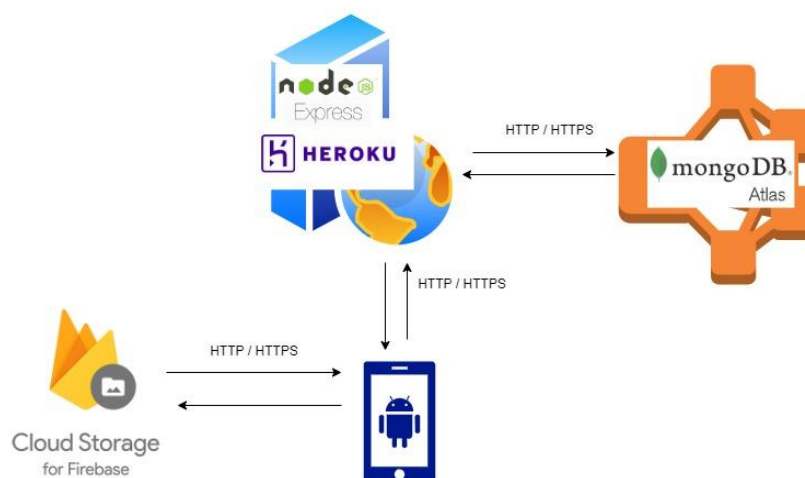 node JS
Express
HEROKU
HTTP / HTTPS
mongoDB®
Atlas
HTTP / HTTPS
HTTP / HTTPS
Cloud Storage
for Firebase